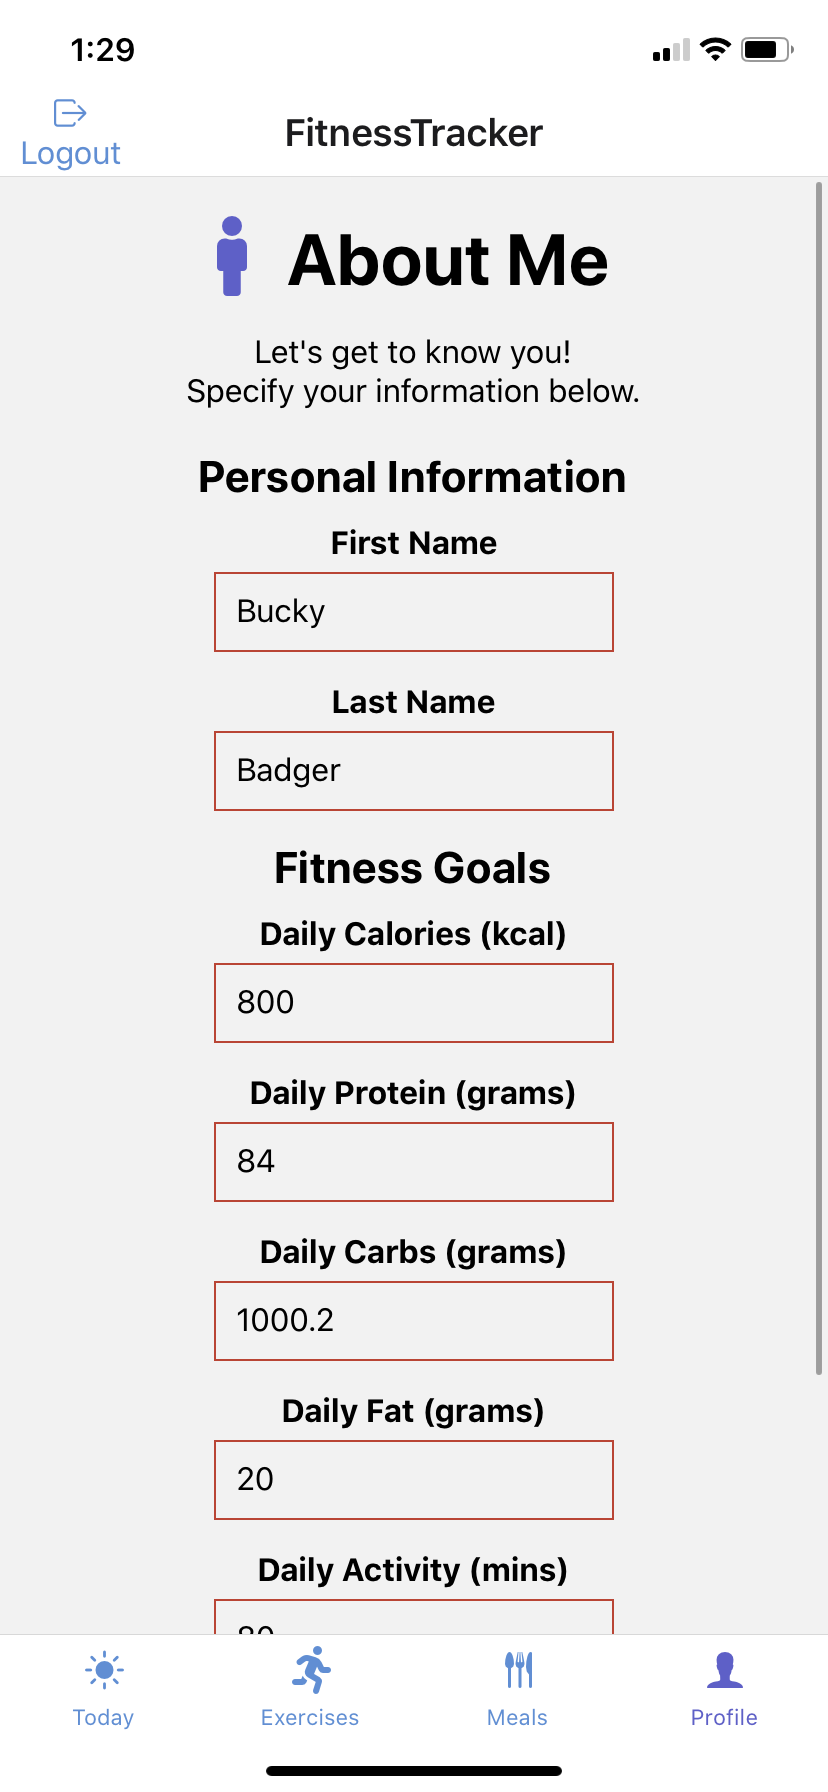 1:29
Logout
FitnessTracker
About Me
Let's get to know you!
Specify your information below.
Personal Information
First Name
Bucky
Last Name
Badger
Fitness Goals
Daily Calories (kcal)
800
Daily Protein (grams)
84
Daily Carbs (grams)
1000.2
Daily Fat (grams)
20
Daily Activity (mins)
Today
Exercises
Meals
Profile